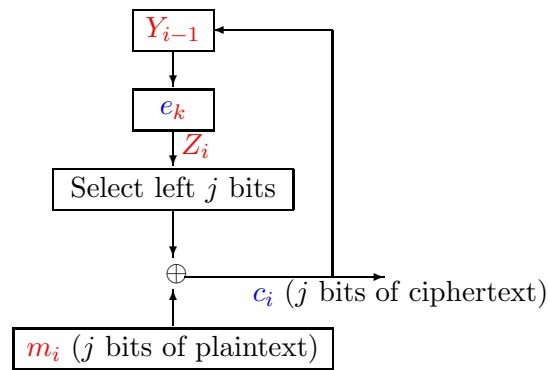 Y_{i−1}
e_k
Z_i
Select left j bits
⊕
c_i (j bits of ciphertext)
m_i (j bits of plaintext)